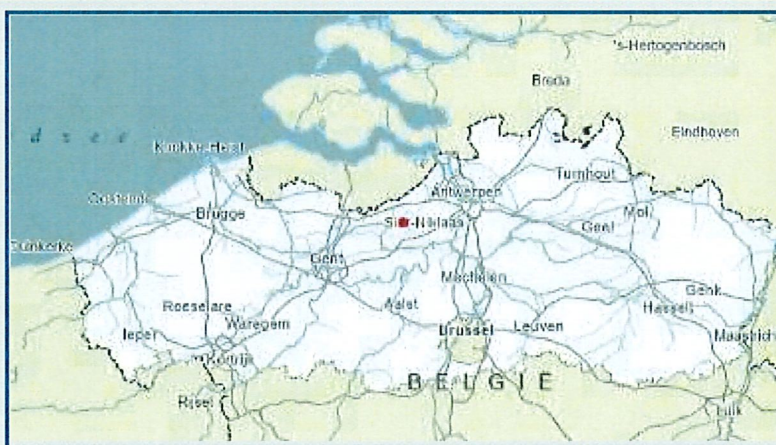 's-Hertogenbosch
Breda
Eindhoven
d z e e
Knokke-Heist
Turnhout
Antwerpen
Oostende
Brugge
Mol
Sint-Niklaas
Geel
Dunkerke
Gent
Mechelen
Genk
Roeselare
Aalst
Hasselt
Ieper
Waregem
Brussel
Leuven
Maastrich
Kortrijk
BELGIE
Rijsel
Luik